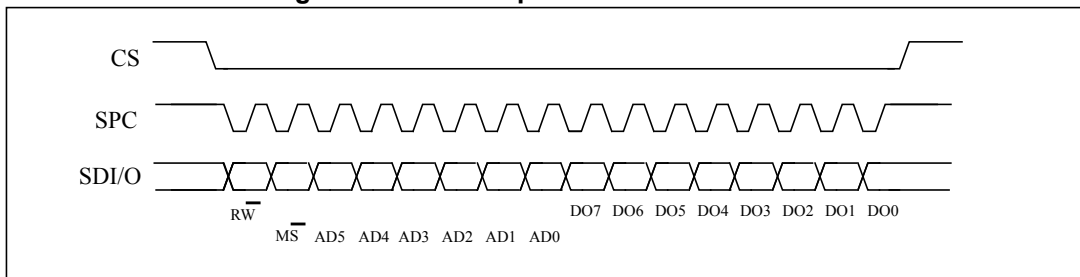 CS
SPC
SDI/O
RW
DO7 DO6 DO5 DO4 DO3 DO2 DO1 DO0
MS AD5 AD4 AD3 AD2 AD1 AD0